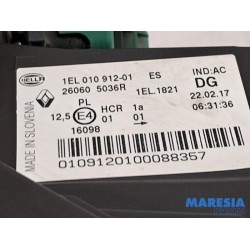 HELLA
1EL 010 912-01 ES IND:AC
26060 5036R 1EL.1821 DG
22.02.17
PL HCR 1a 06:31:36
12,5 E4 01 01
16098
MADE IN SLOVENIA
0109120100088357
MARESIA